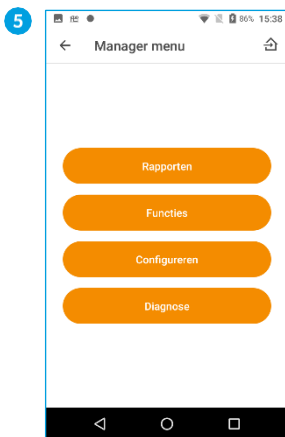 5
86% 15:38
Manager menu
Rapporten
Functies
Configureren
Diagnose